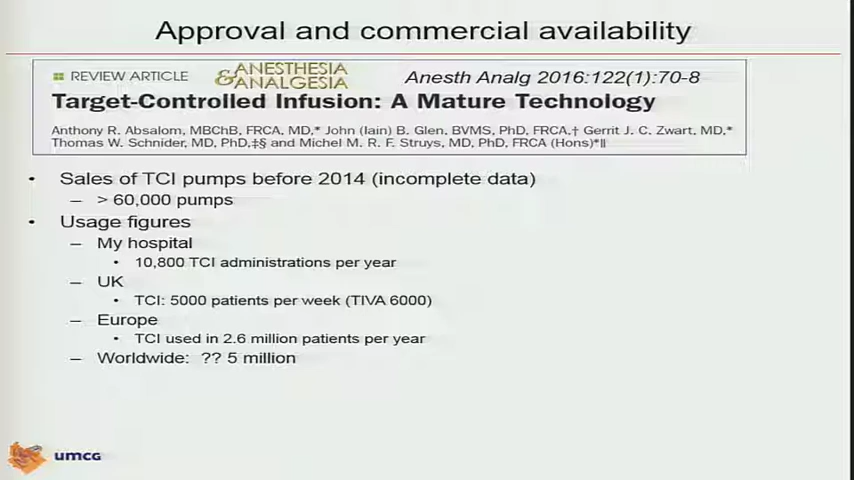 Approval and commercial availability
REVIEW ARTICLE
ANESTHESIA
& ANALGESIA
Anesth Analg 2016:122(1):70-8
Target-Controlled Infusion: A Mature Technology
Anthony R. Absalom, MBChB, FRCA, MD,* John (Iain) B. Glen, BVMS, PhD, FRCA,† Gerrit J. C. Zwart, MD,*
Thomas W. Schnider, MD, PhD,‡§ and Michel M. R. F. Struys, MD, PhD, FRCA (Hons)*‖
• Sales of TCI pumps before 2014 (incomplete data)
– > 60,000 pumps
• Usage figures
– My hospital
• 10,800 TCI administrations per year
– UK
• TCI: 5000 patients per week (TIVA 6000)
– Europe
• TCI used in 2.6 million patients per year
– Worldwide: ?? 5 million
umcg